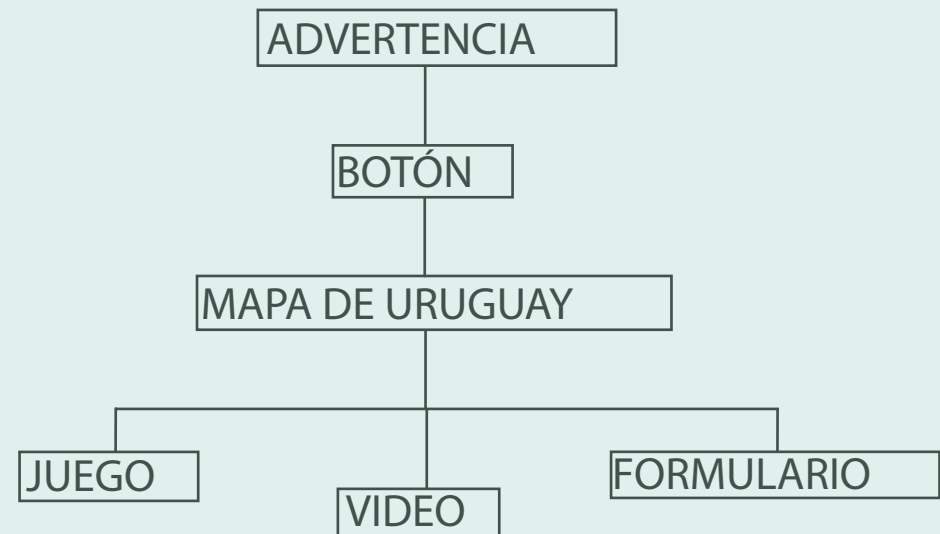 ADVERTENCIA
BOTÓN
MAPA DE URUGUAY
JUEGO
VIDEO
FORMULARIO